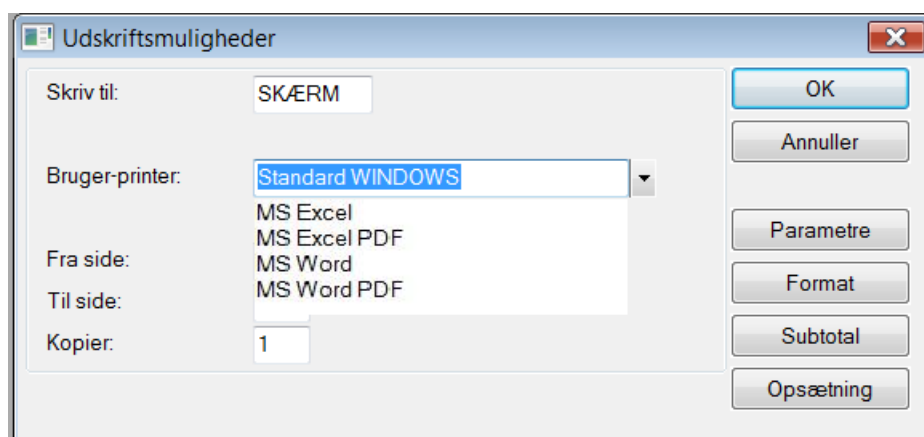 Udskriftsmuligheder
Skriv til:
SKÆRM
Bruger-printer:
Standard WINDOWS
MS Excel
MS Excel PDF
MS Word
MS Word PDF
Fra side:
Til side:
Kopier:
1
OK
Annuller
Parametre
Format
Subtotal
Opsætning